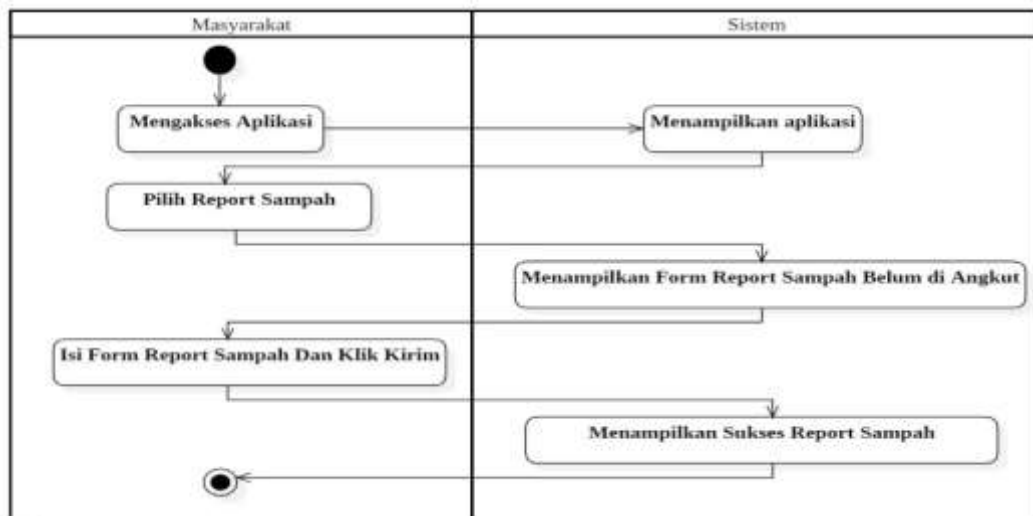 Masyarakat
Sistem
Mengakses Aplikasi
Menampilkan aplikasi
Pilih Report Sampah
Menampilkan Form Report Sampah Belum di Angkut
Isi Form Report Sampah Dan Klik Kirim
Menampilkan Sukses Report Sampah